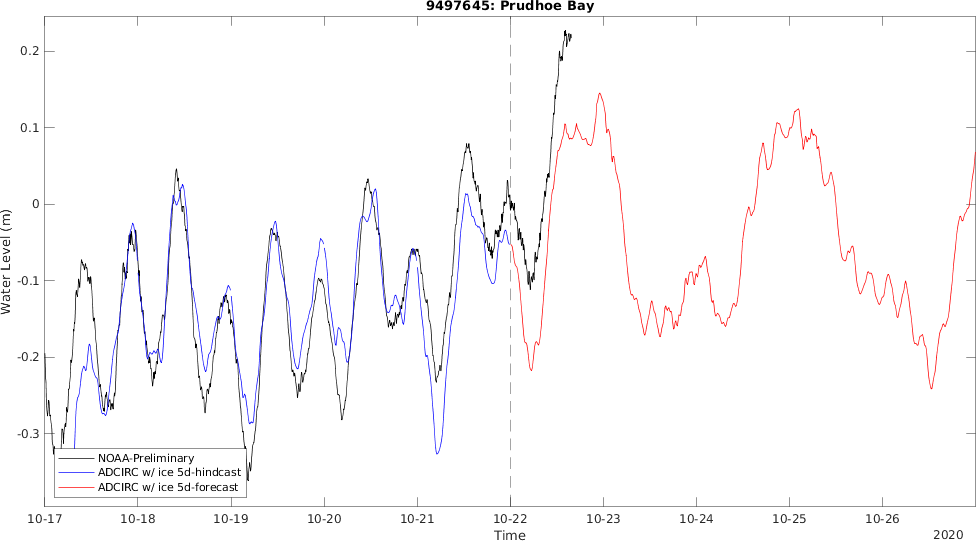 9497645: Prudhoe Bay
Water Level (m)
0.2
0.1
0
-0.1
-0.2
-0.3
NOAA-Preliminary
ADCIRC w/ ice 5d-hindcast
ADCIRC w/ ice 5d-forecast
10-17 10-18 10-19 10-20 10-21 10-22 10-23 10-24 10-25 10-26
Time
2020